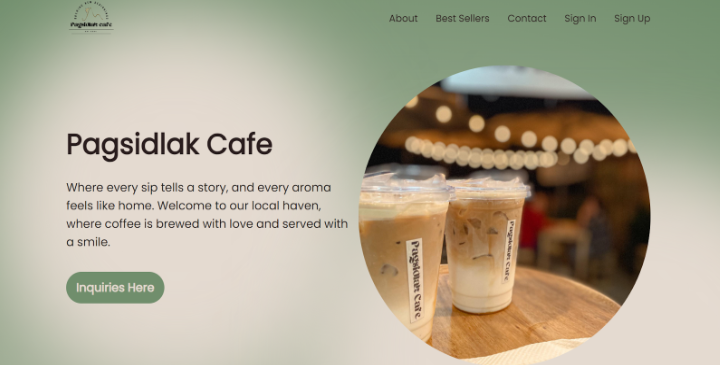 Pagsidlak Cafe
About Best Sellers Contact Sign In Sign Up
Pagsidlak Cafe
Where every sip tells a story, and every aroma
feels like home. Welcome to our local haven,
where coffee is brewed with love and served with
a smile.
Inquiries Here
Pagsidlak Cafe
Pagsidlak Cafe